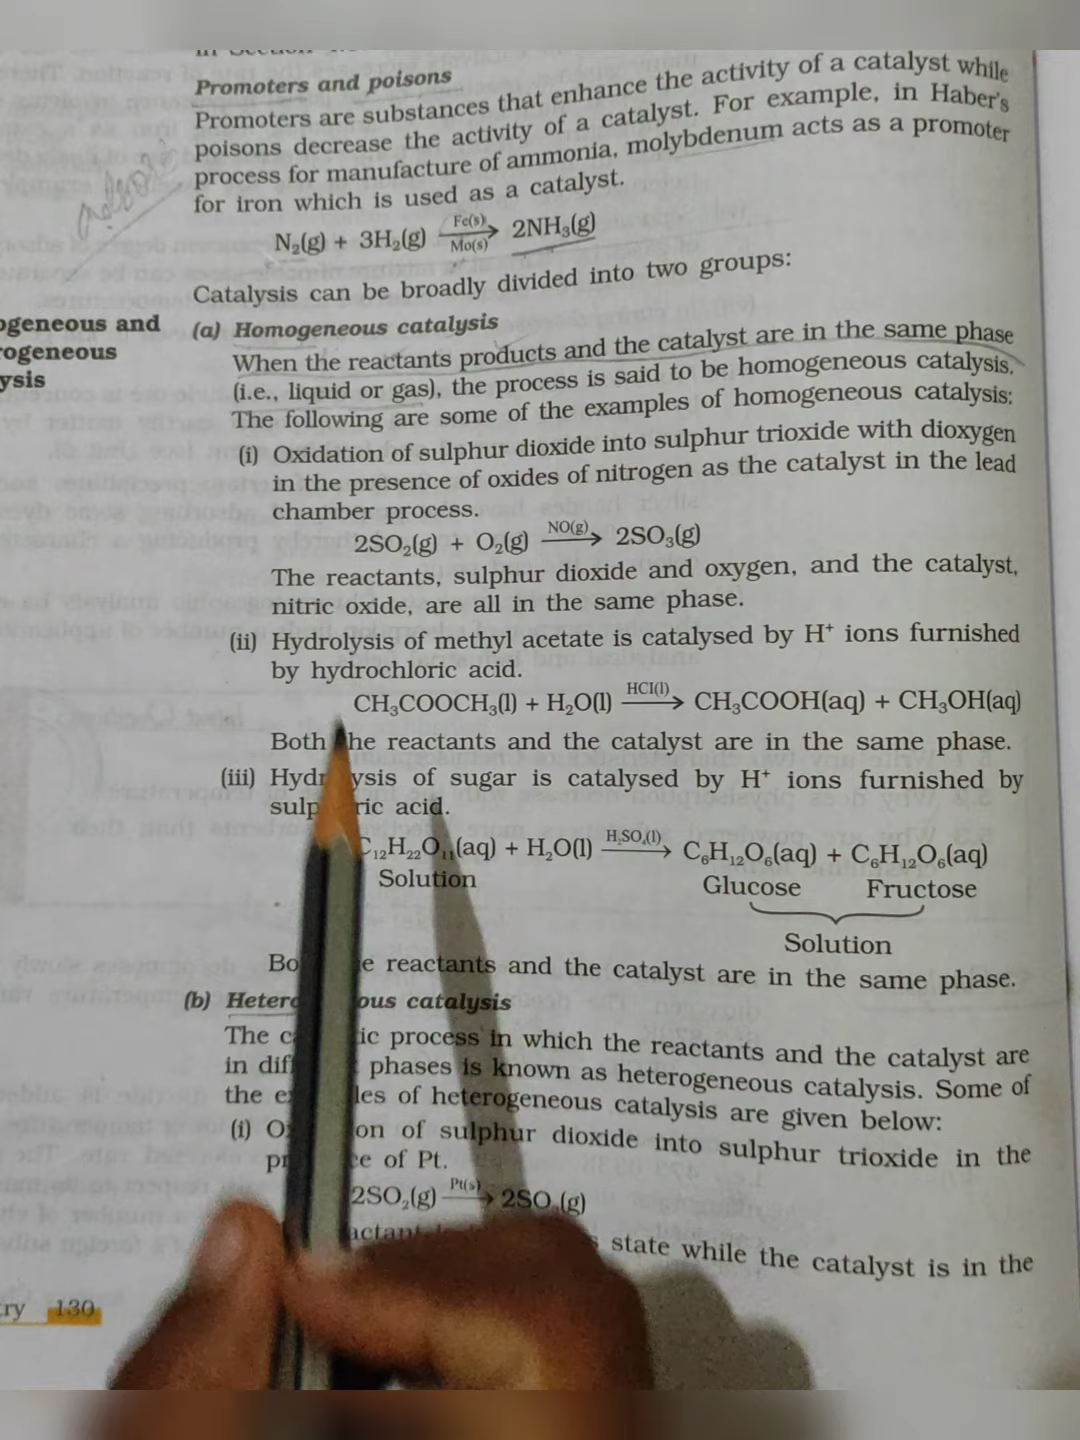 Promoters and poisons
Promoters are substances that enhance the activity of a catalyst while
poisons decrease the activity of a catalyst. For example, in Haber's
process for manufacture of ammonia, molybdenum acts as a promoter
for iron which is used as a catalyst.
N₂(g) + 3H₂(g) Fe(s) Mo(s) → 2NH₃(g)
Catalysis can be broadly divided into two groups:
ogeneous and
rogeneous
ysis
(a) Homogeneous catalysis
When the reactants products and the catalyst are in the same phase
(i.e., liquid or gas), the process is said to be homogeneous catalysis.
The following are some of the examples of homogeneous catalysis:
(i) Oxidation of sulphur dioxide into sulphur trioxide with dioxygen
in the presence of oxides of nitrogen as the catalyst in the lead
chamber process.
2SO₂(g) + O₂(g) NO(g) → 2SO₃(g)
The reactants, sulphur dioxide and oxygen, and the catalyst,
nitric oxide, are all in the same phase.
(ii) Hydrolysis of methyl acetate is catalysed by H⁺ ions furnished
by hydrochloric acid.
CH₃COOCH₃(l) + H₂O(l) HCl(l) → CH₃COOH(aq) + CH₃OH(aq)
Both he reactants and the catalyst are in the same phase.
(iii) Hydr ysis of sugar is catalysed by H⁺ ions furnished by
sulp ric acid.
C₁₂H₂₂O₁₁(aq) + H₂O(l) H₂SO₄(l) → C₆H₁₂O₆(aq) + C₆H₁₂O₆(aq)
Solution Glucose Fructose
Solution
Bo e reactants and the catalyst are in the same phase.
(b) Heter ous catalysis
The c ic process in which the reactants and the catalyst are
in dif phases is known as heterogeneous catalysis. Some of
the e les of heterogeneous catalysis are given below:
(i) O on of sulphur dioxide into sulphur trioxide in the
pr ce of Pt.
2SO₂(g) Pt(s) → 2SO (g)
actant state while the catalyst is in the
ry 130